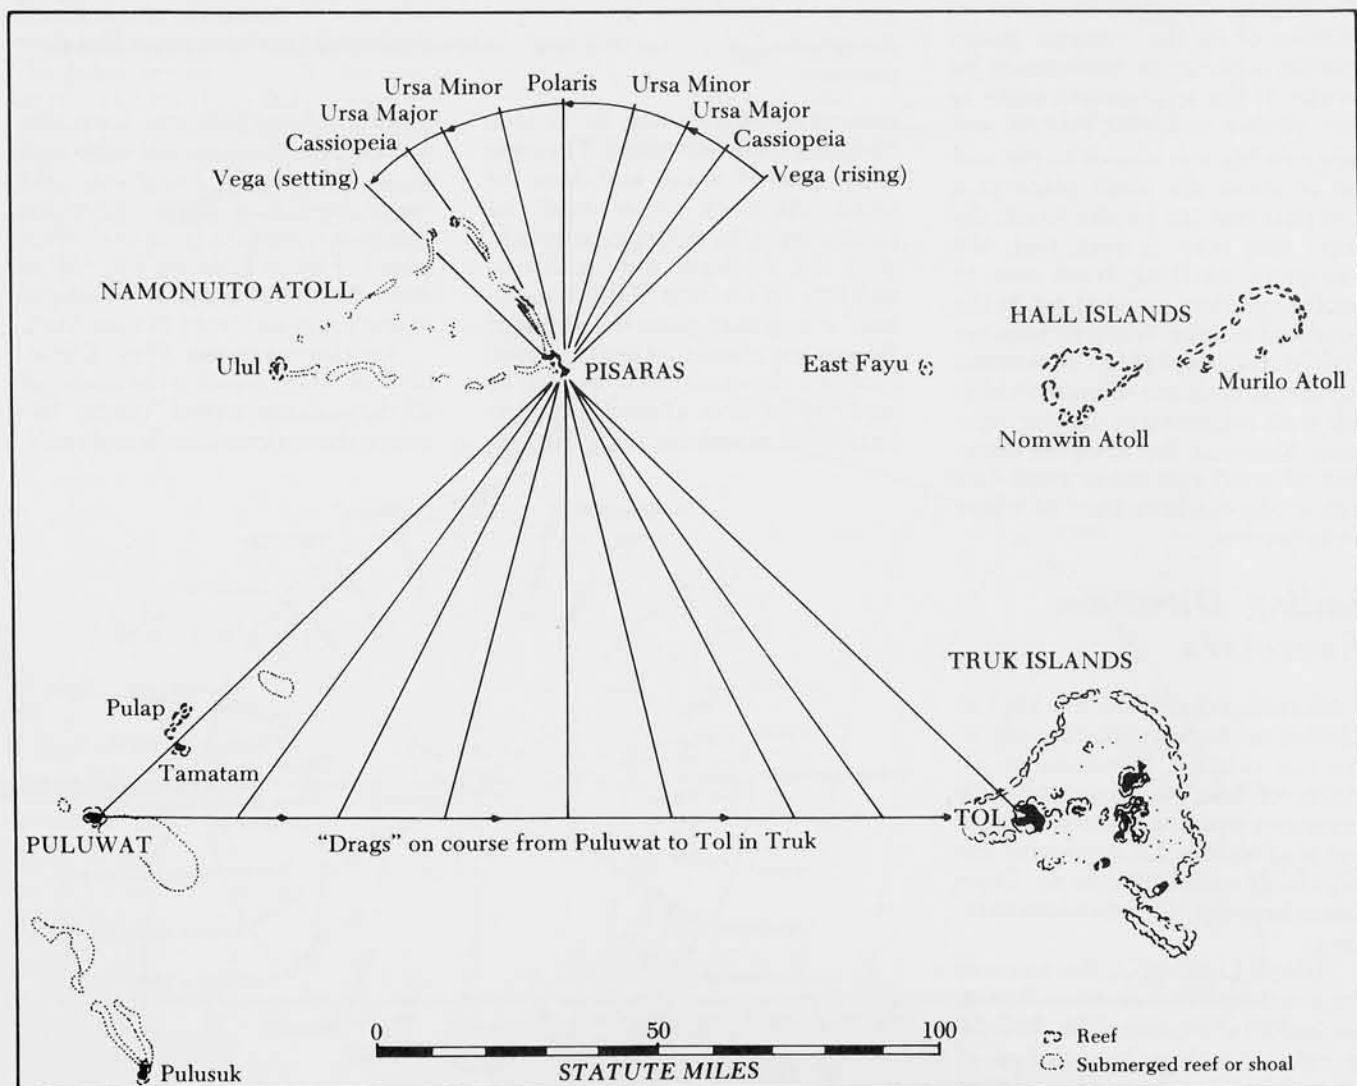 Ursa Minor
Polaris
Ursa Minor
Ursa Major
Ursa Major
Cassiopeia
Cassiopeia
Vega (setting)
Vega (rising)
NAMONUITO ATOLL
HALL ISLANDS
Ulul
PISARAS
East Fayu
Murilo Atoll
Nomwin Atoll
TRUK ISLANDS
Pulap
Tamatam
PULUWAT
TOL
"Drags" on course from Puluwat to Tol in Truk
0 50 100
STATUTE MILES
Reef
Submerged reef or shoal
Pulusuk